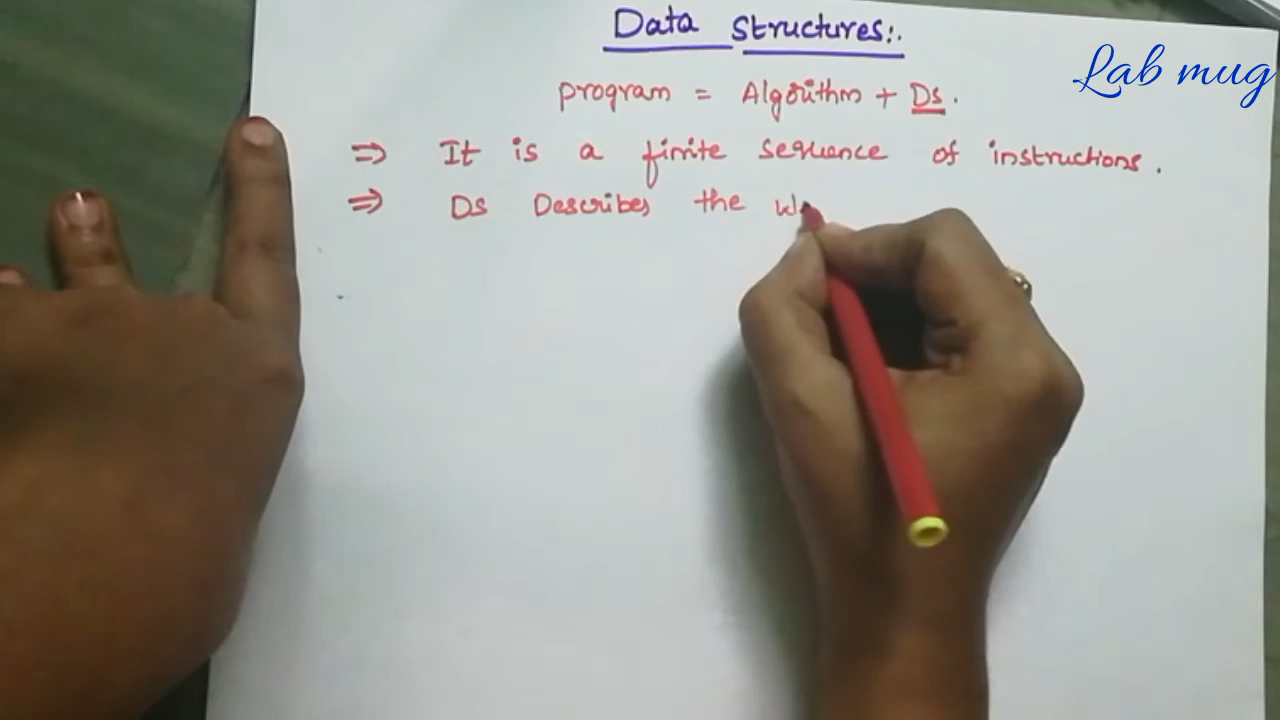 Data Structures:.
Lab mug
program = Algorithm + Ds.
⇒ It is a finite sequence of instructions.
⇒ Ds Describes the